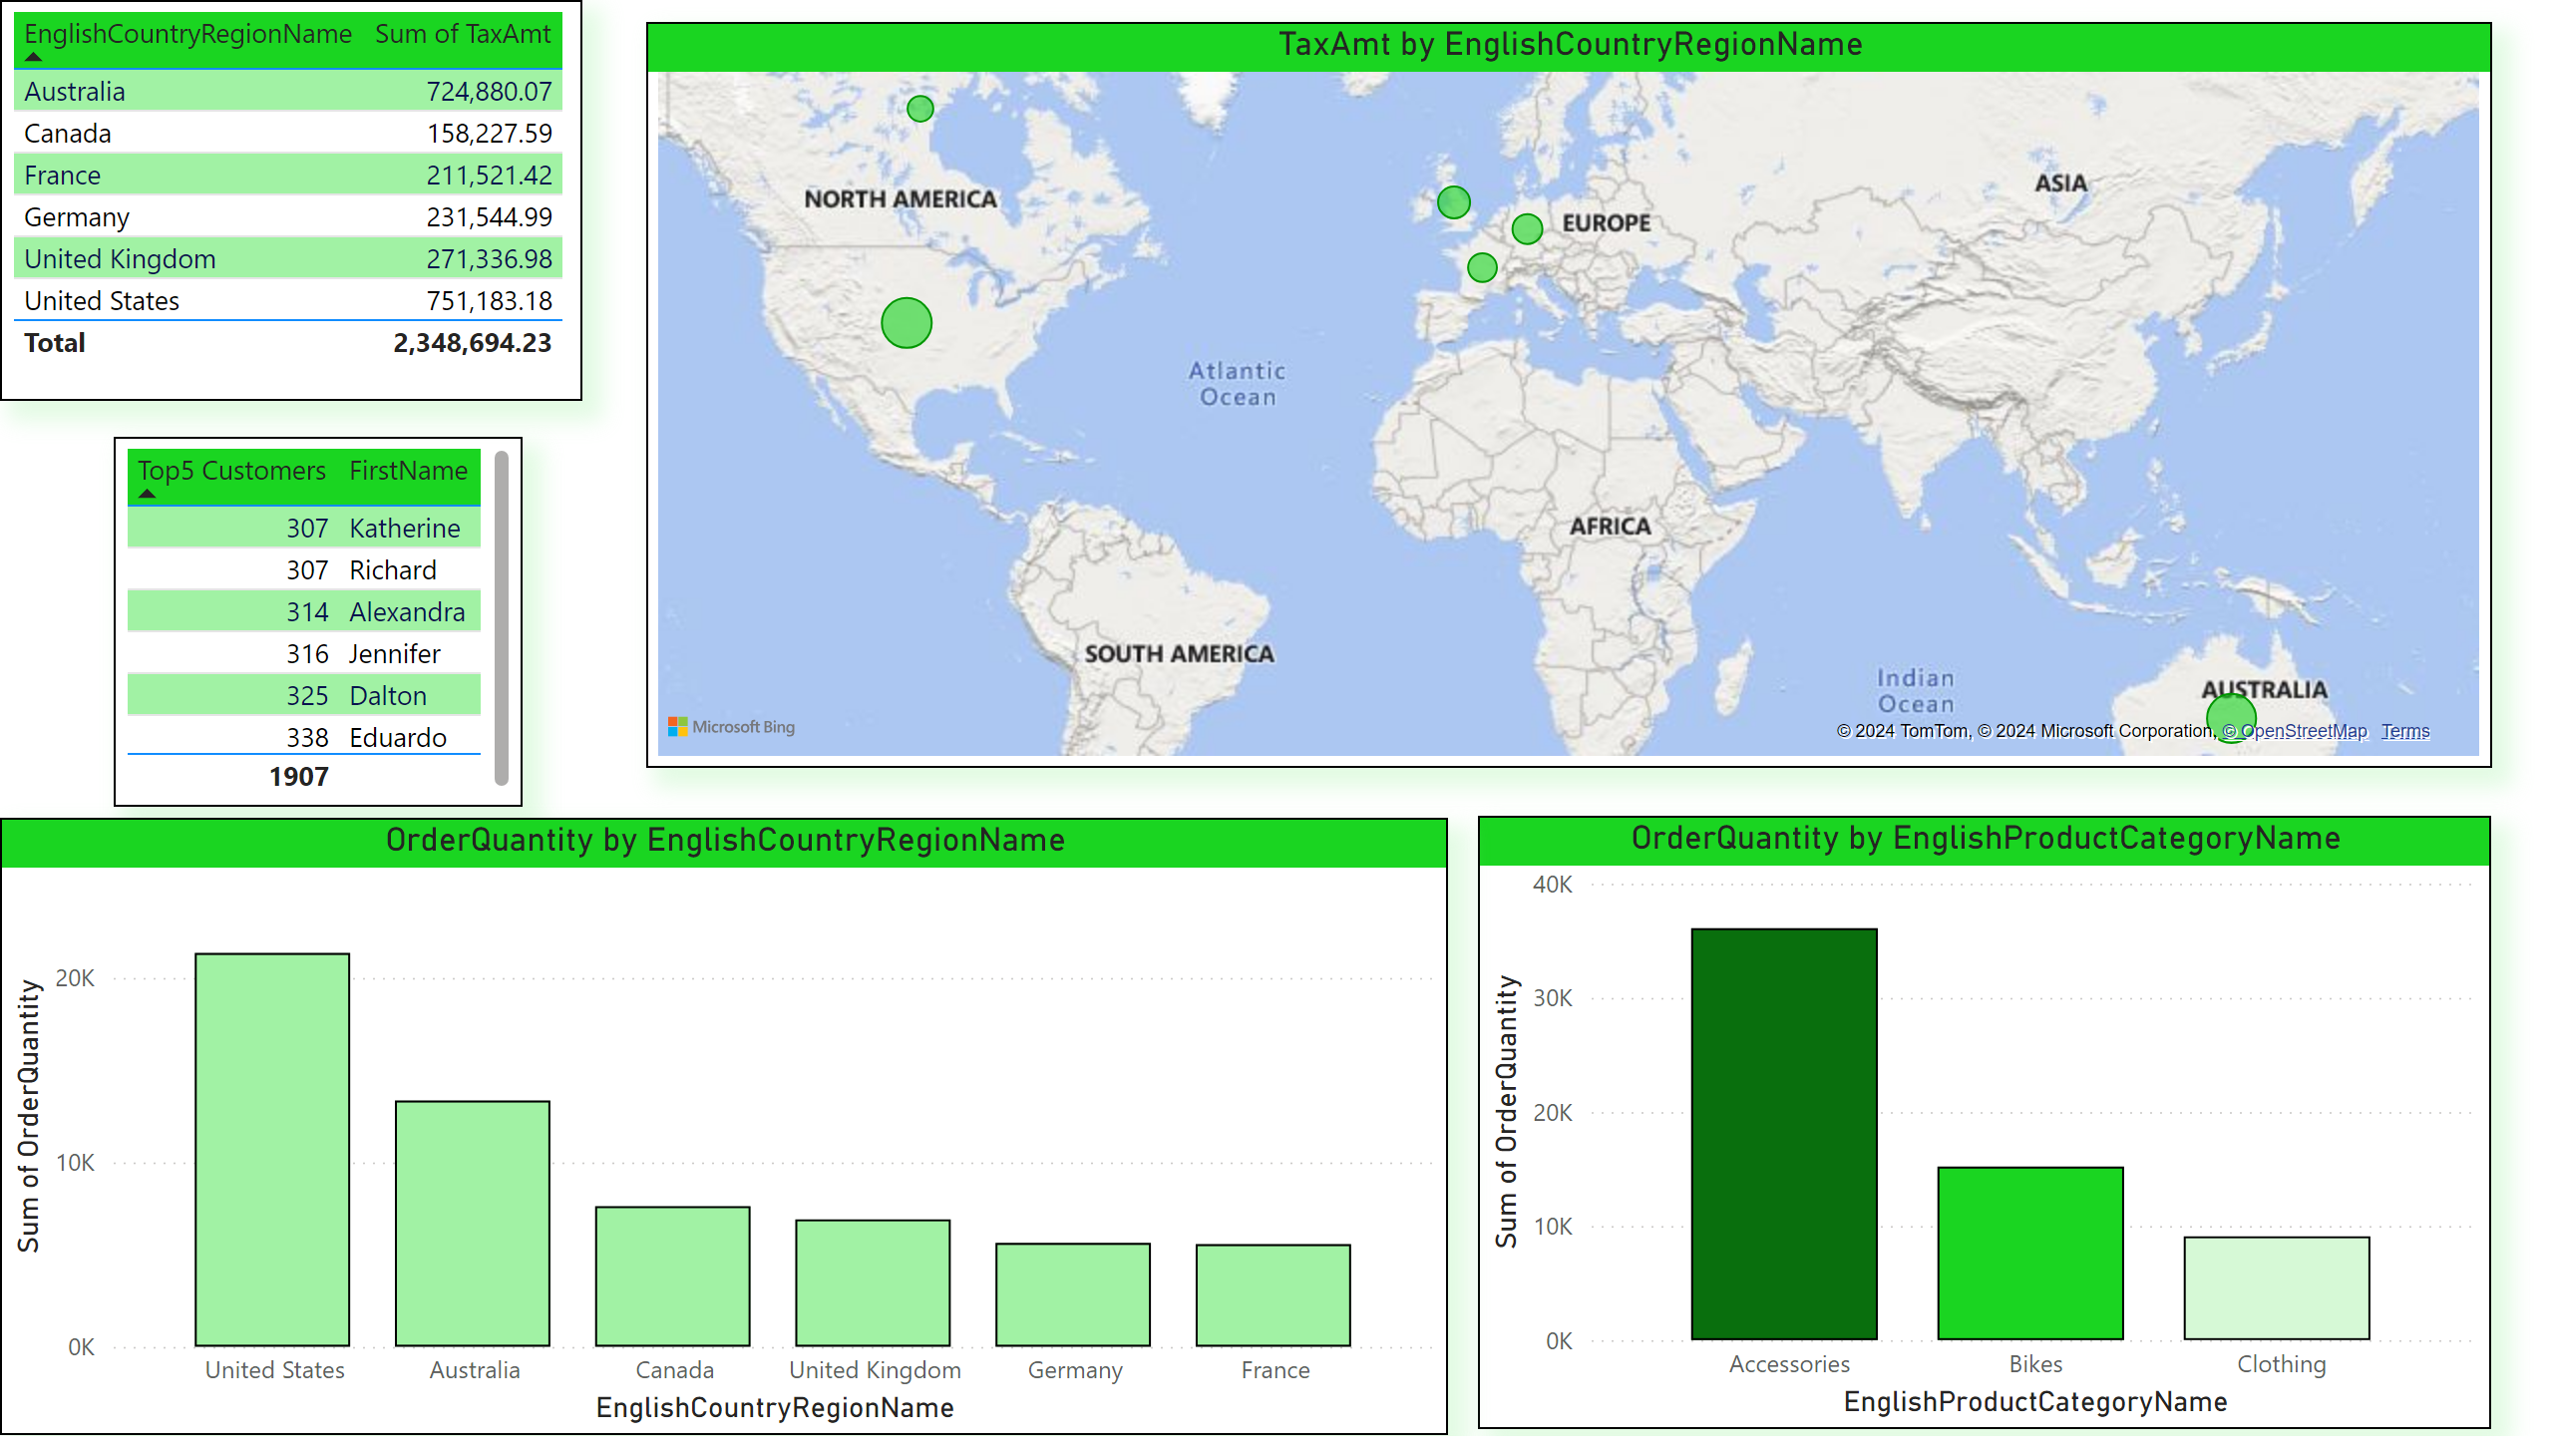 EnglishCountryRegionName Sum of TaxAmt
Australia 724,880.07
Canada 158,227.59
France 211,521.42
Germany 231,544.99
United Kingdom 271,336.98
United States 751,183.18
Total 2,348,694.23
Top5 Customers FirstName
307 Katherine
307 Richard
314 Alexandra
316 Jennifer
325 Dalton
338 Eduardo
1907
TaxAmt by EnglishCountryRegionName
NORTH AMERICA
EUROPE
ASIA
Atlantic
Ocean
AFRICA
SOUTH AMERICA
Indian
Ocean
AUSTRALIA
Microsoft Bing
© 2024 TomTom, © 2024 Microsoft Corporation, © OpenStreetMap Terms
OrderQuantity by EnglishCountryRegionName
Sum of OrderQuantity
20K
10K
0K
United States Australia Canada United Kingdom Germany France
EnglishCountryRegionName
OrderQuantity by EnglishProductCategoryName
Sum of OrderQuantity
40K
30K
20K
10K
0K
Accessories Bikes Clothing
EnglishProductCategoryName